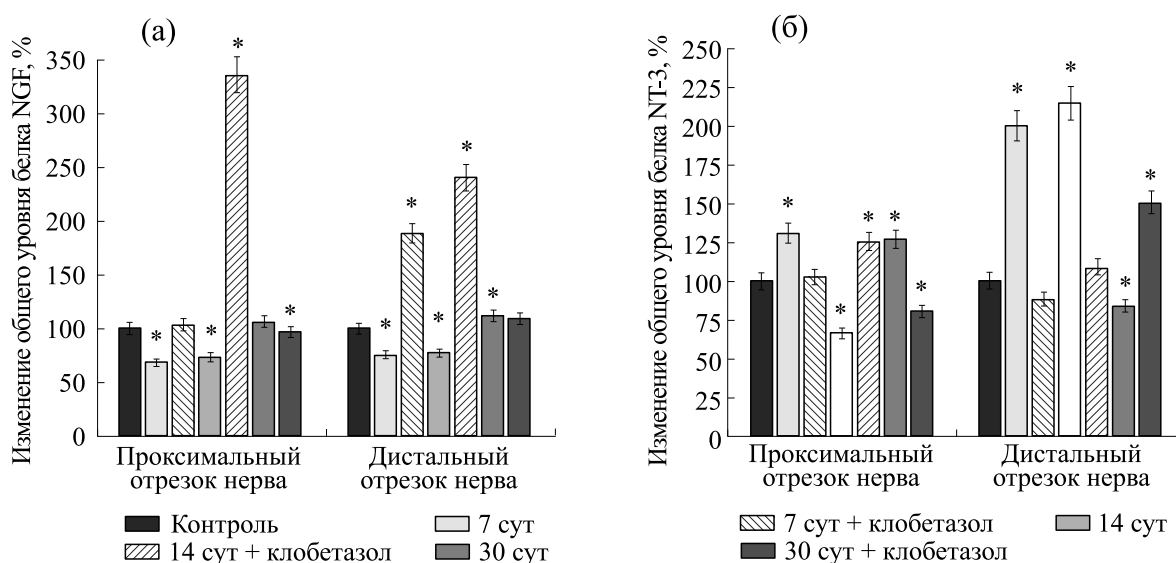 (а)
Изменение общего уровня белка NGF, %
350
300
250
200
150
100
50
0
* * * * * * * * *
Проксимальный
отрезок нерва
Дистальный
отрезок нерва
(б)
Изменение общего уровня белка NT-3, %
250
225
200
175
150
125
100
75
50
25
0
* * * * * * * * *
Проксимальный
отрезок нерва
Дистальный
отрезок нерва
Контроль
7 сут
7 сут + клобетазол
14 сут
14 сут + клобетазол
30 сут
30 сут + клобетазол